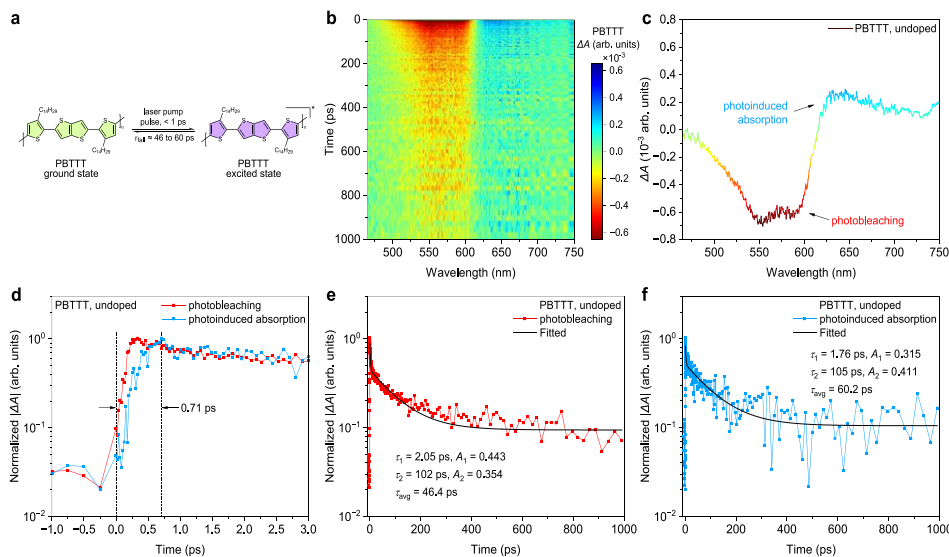 a
C₁₄H₂₉
S
S
S
S
n
C₁₄H₂₉
PBTTT
ground state
laser pump
pulse, < 1 ps
τfall ≈ 46 to 60 ps
C₁₄H₂₉
S
S
S
S
n
*
C₁₄H₂₉
PBTTT
excited state
b
PBTTT
ΔA
(arb. units)
×10⁻³
0.6
0.4
0.2
0.0
−0.2
−0.4
−0.6
0
200
400
600
800
1000
Time (ps)
500
550
600
650
700
750
Wavelength (nm)
c
PBTTT, undoped
photoinduced
absorption
photobleaching
0.8
0.6
0.4
0.2
0.0
−0.2
−0.4
−0.6
−0.8
ΔA (10⁻³ arb. units)
500
550
600
650
700
750
Wavelength (nm)
d
PBTTT, undoped
photobleaching
photoinduced absorption
0.71 ps
10⁰
10⁻¹
10⁻²
Normalized |ΔA| (arb. units)
−1.0
−0.5
0.0
0.5
1.0
1.5
2.0
2.5
3.0
Time (ps)
e
PBTTT, undoped
photobleaching
Fitted
τ₁ = 2.05 ps, A₁ = 0.443
τ₂ = 102 ps, A₂ = 0.354
τavg = 46.4 ps
10⁰
10⁻¹
10⁻²
Normalized |ΔA| (arb. units)
0
200
400
600
800
1000
Time (ps)
f
PBTTT, undoped
photoinduced absorption
Fitted
τ₁ = 1.76 ps, A₁ = 0.315
τ₂ = 105 ps, A₂ = 0.411
τavg = 60.2 ps
10⁰
10⁻¹
10⁻²
Normalized |ΔA| (arb. units)
0
200
400
600
800
1000
Time (ps)